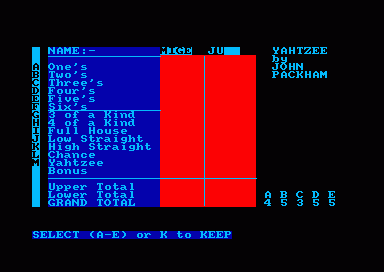 NAME:- MIGE JU YAHTZEE
by
A One's JOHN
B Two's PACKHAM
C Three's
D Four's
E Five's
F Six's
G 3 of a Kind
H 4 of a Kind
I Full House
J Low Straight
K High Straight
L Chance
M Yahtzee
Bonus
Upper Total
Lower Total A B C D E
GRAND TOTAL 4 5 3 5 5
SELECT (A-E) or K to KEEP